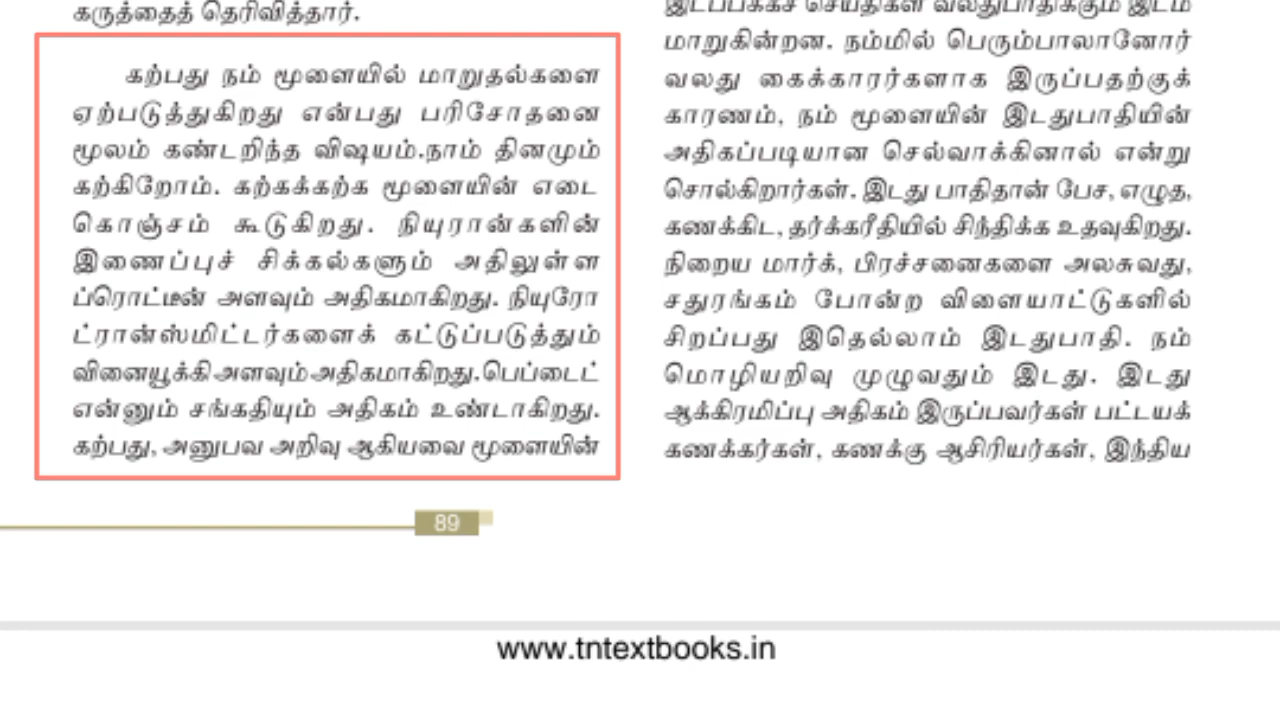 கருத்தைத் தெரிவித்தார்.
கற்பது நம் மூளையில் மாறுதல்களை
ஏற்படுத்துகிறது என்பது பரிசோதனை
மூலம் கண்டறிந்த விஷயம்.நாம் தினமும்
கற்கிறோம். கற்கக்கற்க மூளையின் எடை
கொஞ்சம் கூடுகிறது. நியுரான்களின்
இணைப்புச் சிக்கல்களும் அதிலுள்ள
ப்ரொட்டீன் அளவும் அதிகமாகிறது. நியுரோ
ட்ரான்ஸ்மிட்டர்களைக் கட்டுப்படுத்தும்
வினையூக்கி அளவும் அதிகமாகிறது. பெப்டைட்
என்னும் சங்கதியும் அதிகம் உண்டாகிறது.
கற்பது, அனுபவ அறிவு ஆகியவை மூளையின்
89
இடப்பக்கச் செய்திகள் வலதுபாதிக்கும் இடம்
மாறுகின்றன. நம்மில் பெரும்பாலானோர்
வலது கைக்காரர்களாக இருப்பதற்குக்
காரணம், நம் மூளையின் இடதுபாதியின்
அதிகப்படியான செல்வாக்கினால் என்று
சொல்கிறார்கள். இடது பாதிதான் பேச, எழுத,
கணக்கிட, தர்க்கரீதியில் சிந்திக்க உதவுகிறது.
நிறைய மார்க், பிரச்சனைகளை அலசுவது,
சதுரங்கம் போன்ற விளையாட்டுகளில்
சிறப்பது இதெல்லாம் இடதுபாதி. நம்
மொழியறிவு முழுவதும் இடது. இடது
ஆக்கிரமிப்பு அதிகம் இருப்பவர்கள் பட்டயக்
கணக்கர்கள், கணக்கு ஆசிரியர்கள், இந்திய
www.tntextbooks.in